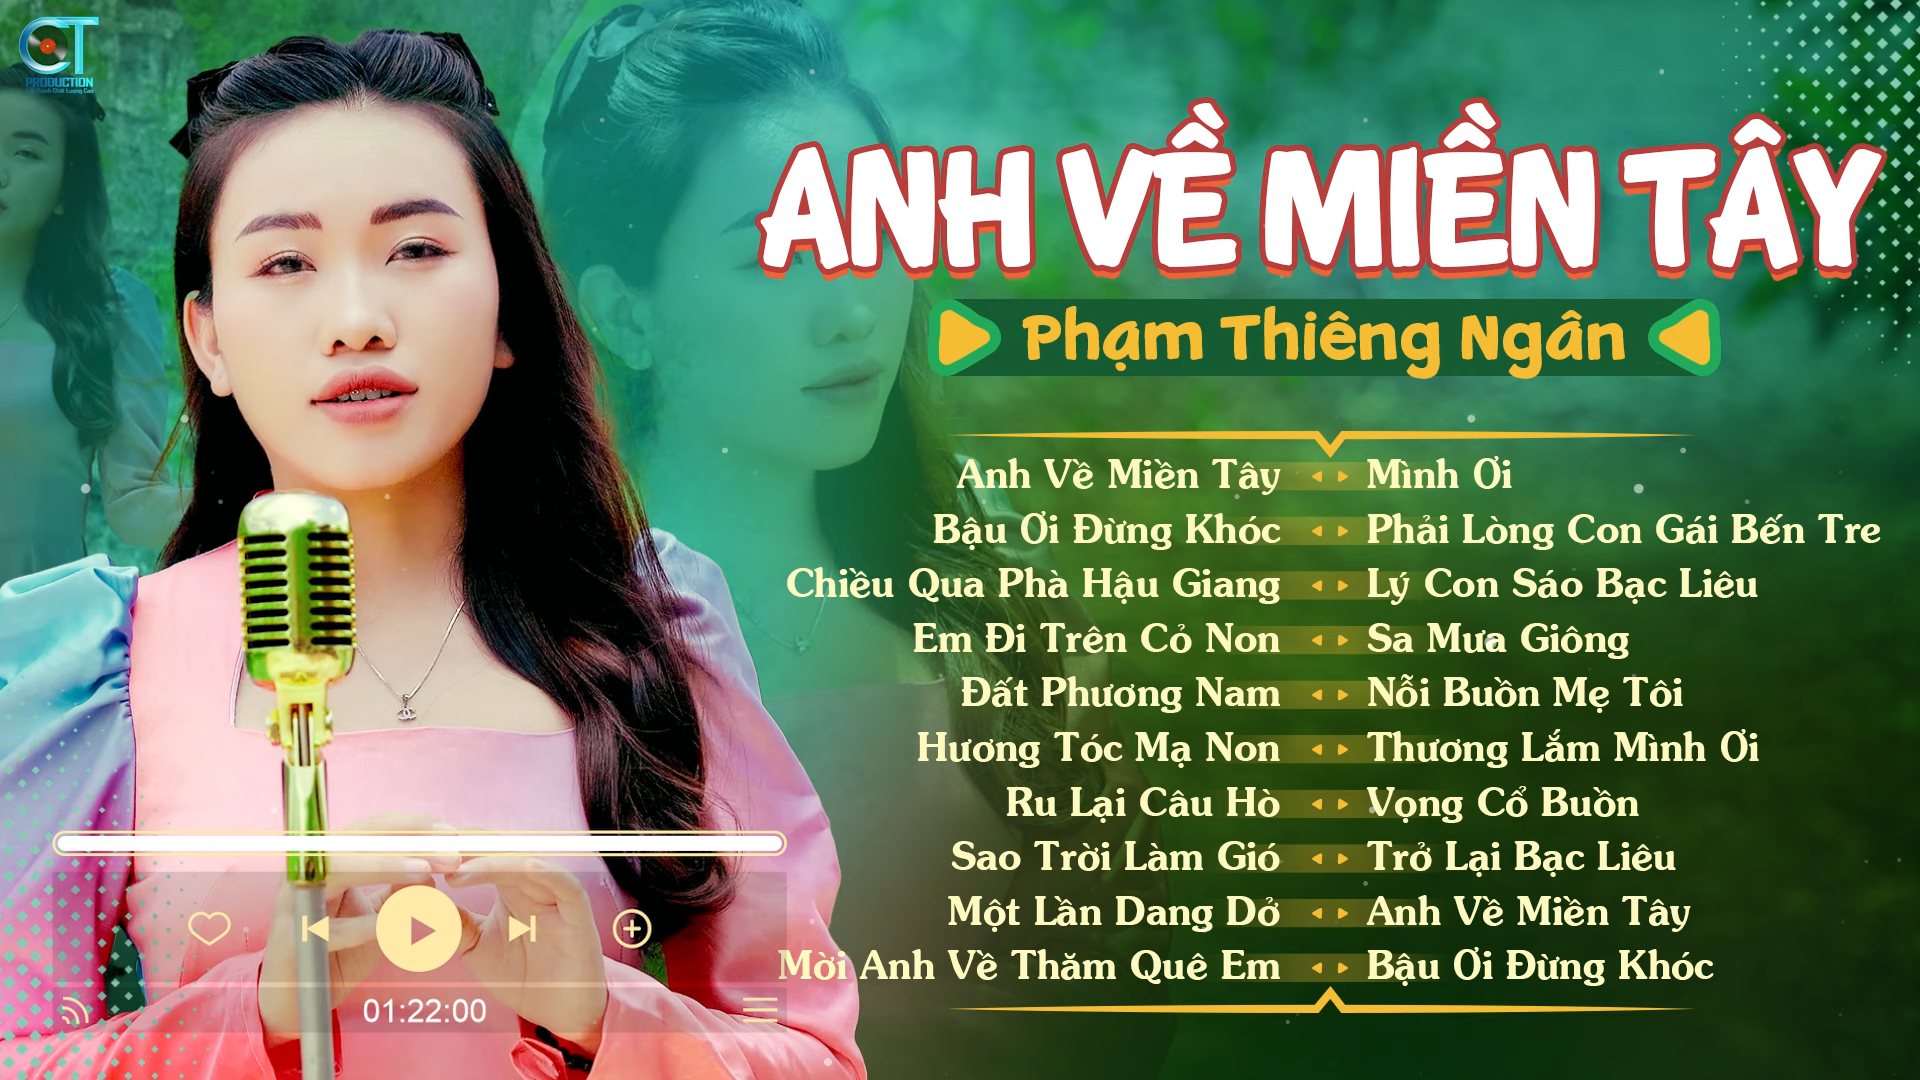 CT
PRODUCTION
ANH VỀ MIỀN TÂY
Phạm Thiêng Ngân
Anh Về Miền Tây Mình Ơi
Bậu Ơi Đừng Khóc Phải Lòng Con Gái Bến Tre
Chiều Qua Phà Hậu Giang Lý Con Sáo Bạc Liêu
Em Đi Trên Cỏ Non Sa Mưa Giông
Đất Phương Nam Nỗi Buồn Mẹ Tôi
Hương Tóc Mạ Non Thương Lắm Mình Ơi
Ru Lại Câu Hò Vọng Cổ Buồn
Sao Trời Làm Gió Trở Lại Bạc Liêu
Một Lần Dang Dở Anh Về Miền Tây
Mời Anh Về Thăm Quê Em Bậu Ơi Đừng Khóc
01:22:00